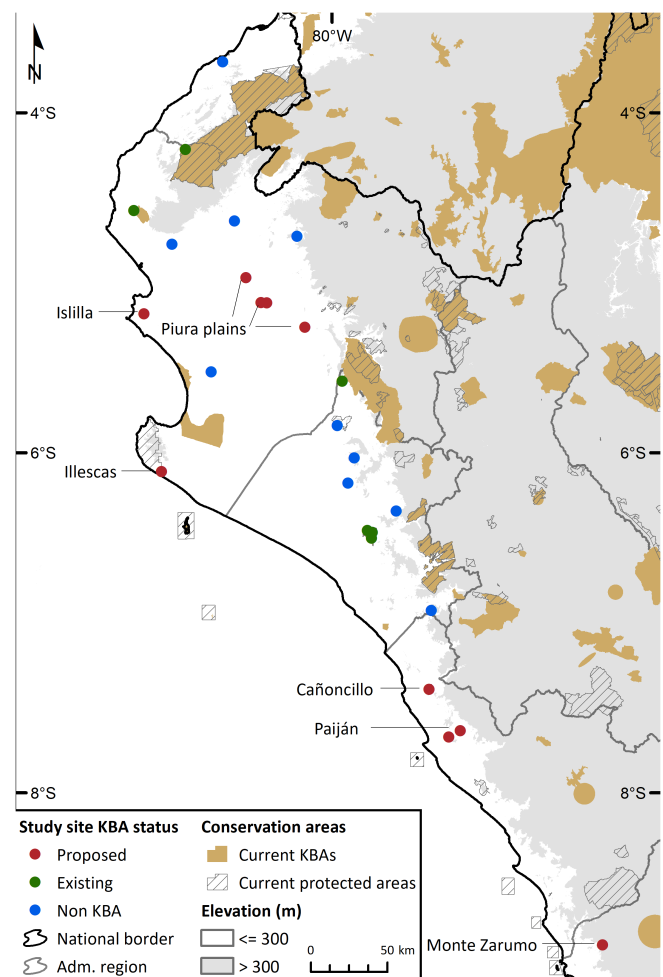 80°W
N
4°S
4°S
Islilla
Piura plains
6°S
6°S
Illescas
Cañoncillo
Paiján
8°S
8°S
Monte Zarumo
Study site KBA status
Proposed
Existing
Non KBA
National border
Adm. region
Conservation areas
Current KBAs
Current protected areas
Elevation (m)
<= 300
> 300
0
50 km